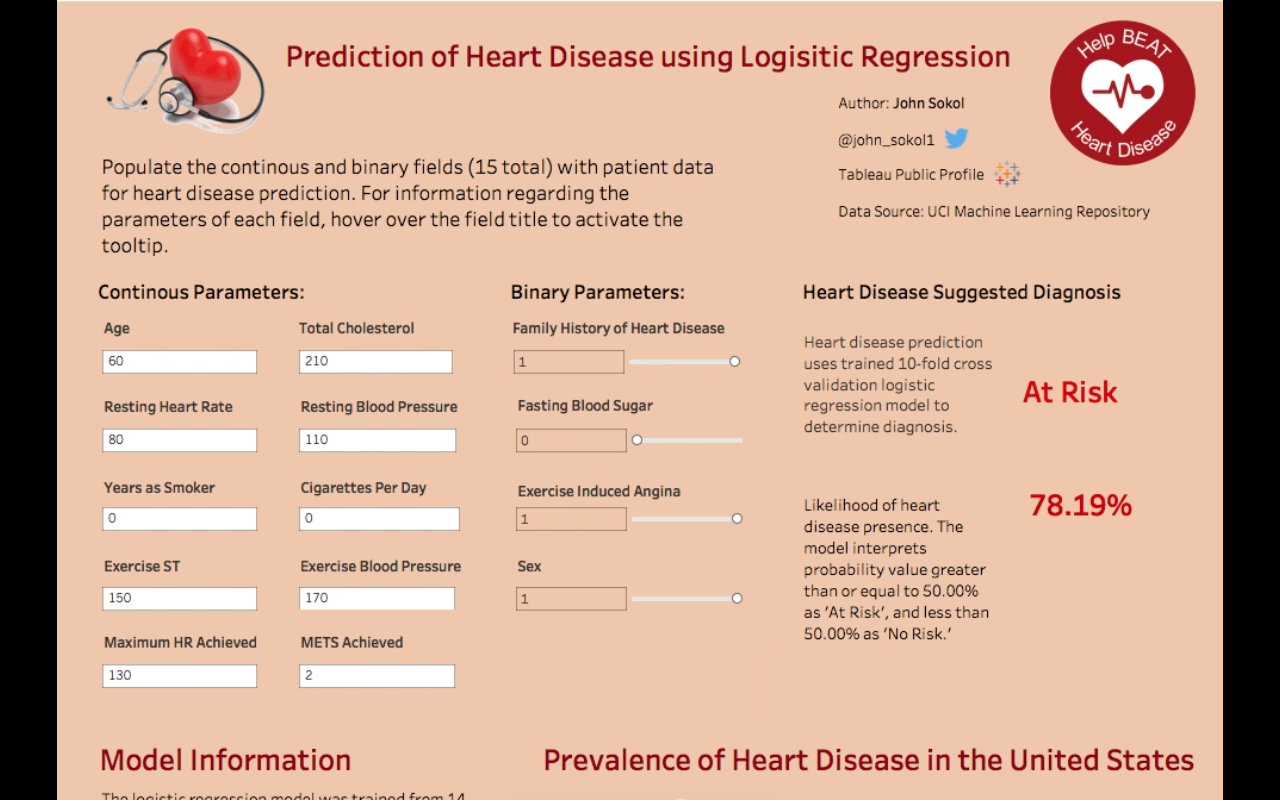 Prediction of Heart Disease using Logisitic Regression
Help BEAT
Heart Disease
Author: John Sokol
@john_sokol1
Tableau Public Profile
Data Source: UCI Machine Learning Repository
Populate the continous and binary fields (15 total) with patient data
for heart disease prediction. For information regarding the
parameters of each field, hover over the field title to activate the
tooltip.
Continous Parameters:
Age
60
Total Cholesterol
210
Resting Heart Rate
80
Resting Blood Pressure
110
Years as Smoker
0
Cigarettes Per Day
0
Exercise ST
150
Exercise Blood Pressure
170
Maximum HR Achieved
130
METS Achieved
2
Binary Parameters:
Family History of Heart Disease
1
Fasting Blood Sugar
0
Exercise Induced Angina
1
Sex
1
Heart Disease Suggested Diagnosis
Heart disease prediction
uses trained 10-fold cross
validation logistic
regression model to
determine diagnosis.
At Risk
Likelihood of heart
disease presence. The
model interprets
probability value greater
than or equal to 50.00%
as ‘At Risk’, and less than
50.00% as ‘No Risk.’
78.19%
Model Information
The logistic regression model was trained from 14
Prevalence of Heart Disease in the United States